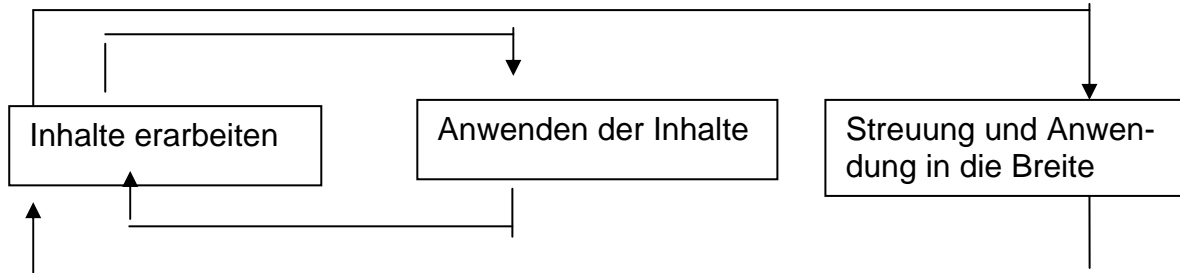 Inhalte erarbeiten
Anwenden der Inhalte
Streuung und Anwen-
dung in die Breite